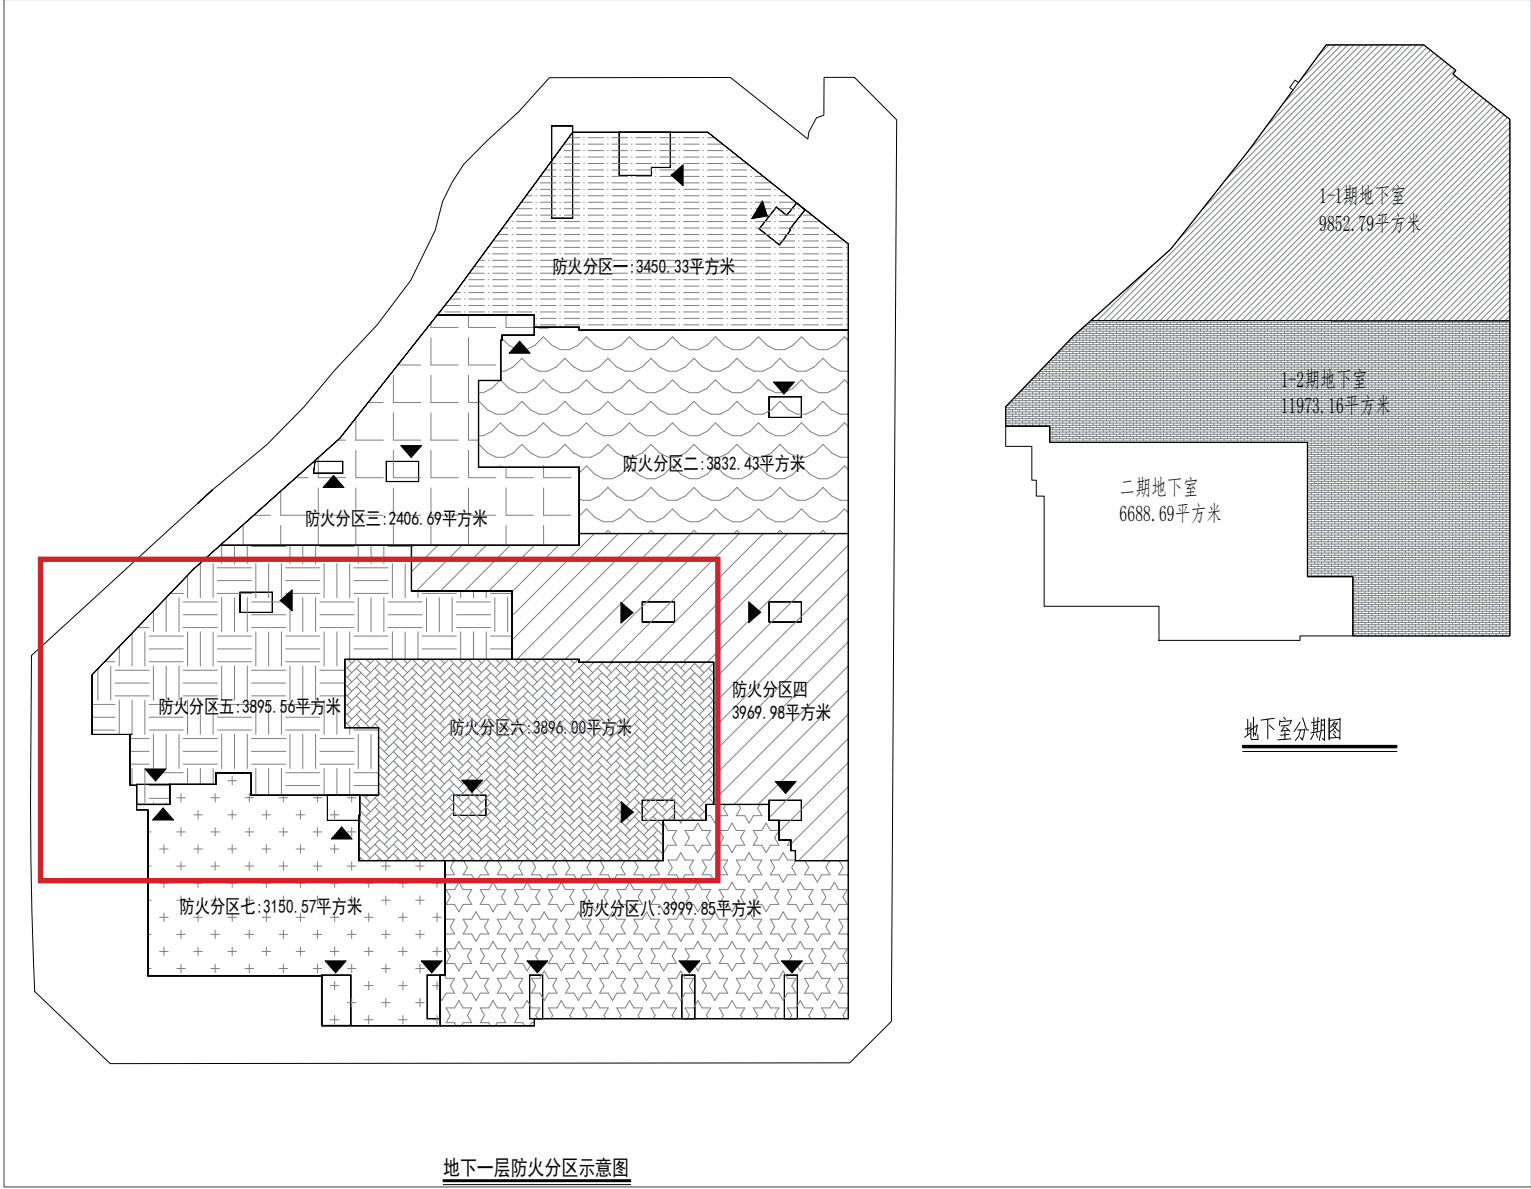 防火分区一:3450.33平方米
防火分区二:3832.43平方米
防火分区三:2406.69平方米
防火分区四
3969.98平方米
防火分区五:3895.56平方米
防火分区六:3896.00平方米
防火分区七:3150.57平方米
防火分区八:3999.85平方米
地下一层防火分区示意图
1-1期地下室
9852.79平方米
1-2期地下室
11973.16平方米
二期地下室
6688.69平方米
地下室分期图